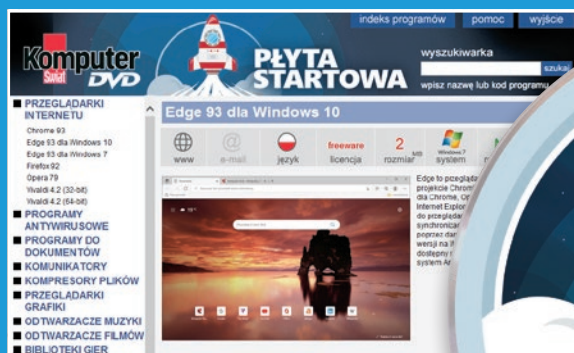 indeks programów pomoc wyjście
Komputer
Świat DVD
PŁYTA
STARTOWA
wyszukiwarka
szukaj
wpisz nazwę lub kod programu
PRZEGLĄDARKI
INTERNETU
Chrome 93
Edge 93 dla Windows 10
Edge 93 dla Windows 7
Firefox 92
Opera 79
Vivaldi 4.2 (32-bit)
Vivaldi 4.2 (64-bit)
PROGRAMY
ANTYWIRUSOWE
PROGRAMY DO
DOKUMENTÓW
KOMUNIKATORY
KOMPRESORY PLIKÓW
PRZEGLĄDARKI
GRAFIKI
ODTWARZACZE MUZYKI
ODTWARZACZE FILMÓW
BIBLIOTEKI GIER
Edge 93 dla Windows 10
www
e-mail
język
freeware
licencja
2 MB
rozmiar
Windows 7
system
Edge to przegląda
projekcie Chrom
dla Chrome, Op
Internet Explor
do przegląda
synchronizac
poprzez dan
wersji na
dostępny
system